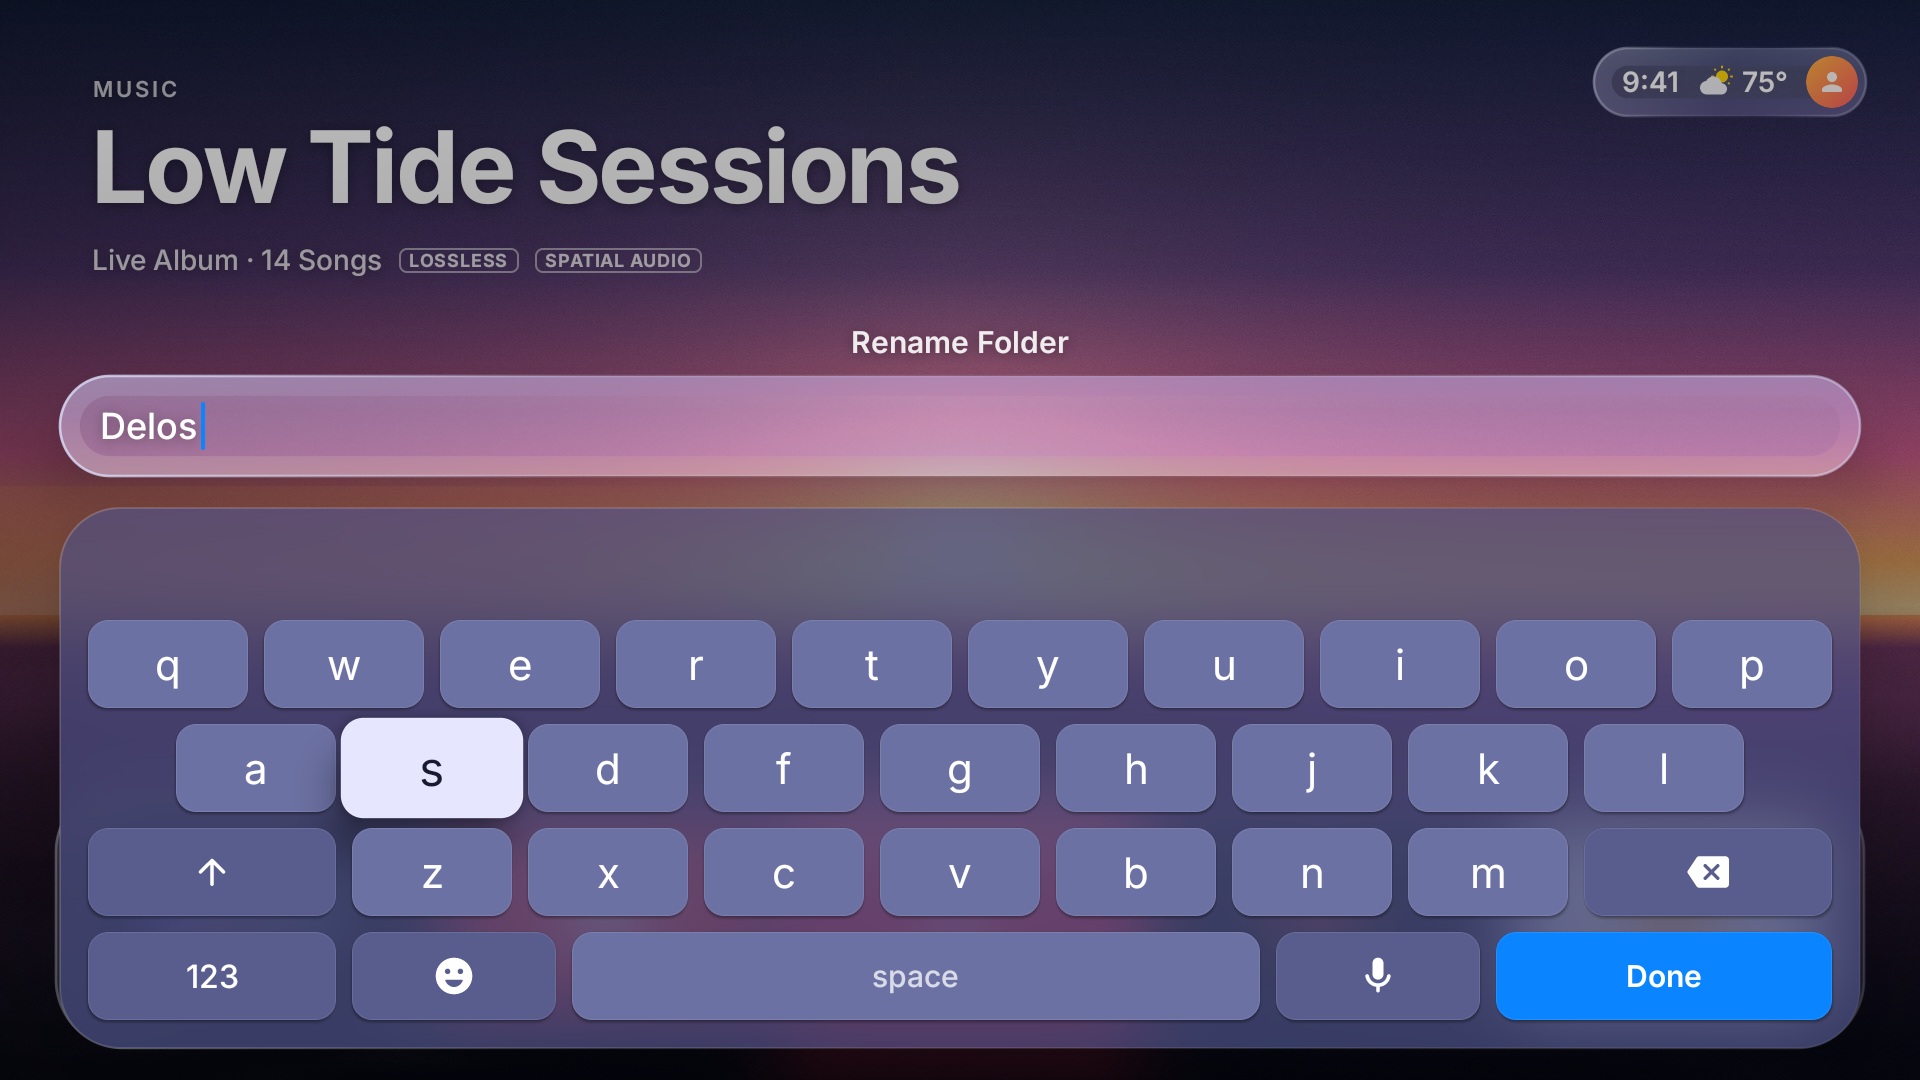 MUSIC
9:41 75°
Low Tide Sessions
Live Album · 14 Songs LOSSLESS SPATIAL AUDIO
Rename Folder
Delos
q w e r t y u i o p
a s d f g h j k l
z x c v b n m
123 space Done